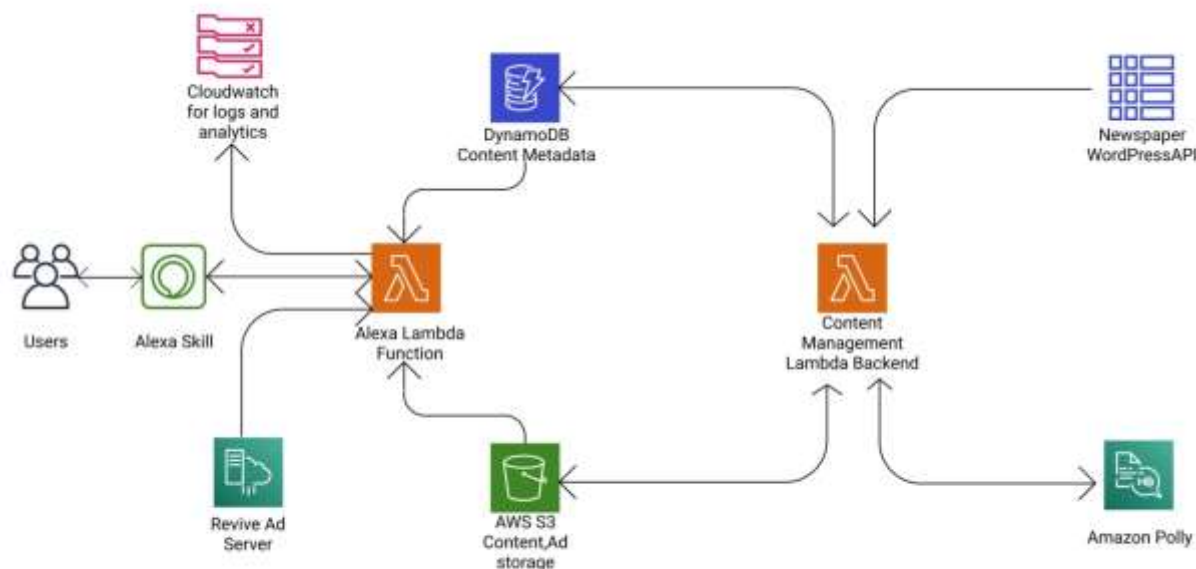 Cloudwatch
for logs and
analytics
DynamoDB
Content Metadata
Newspaper
WordPressAPI
Users
Alexa Skill
Alexa Lambda
Function
Content
Management
Lambda Backend
Revive Ad
Server
AWS S3
Content,Ad
storage
Amazon Polly